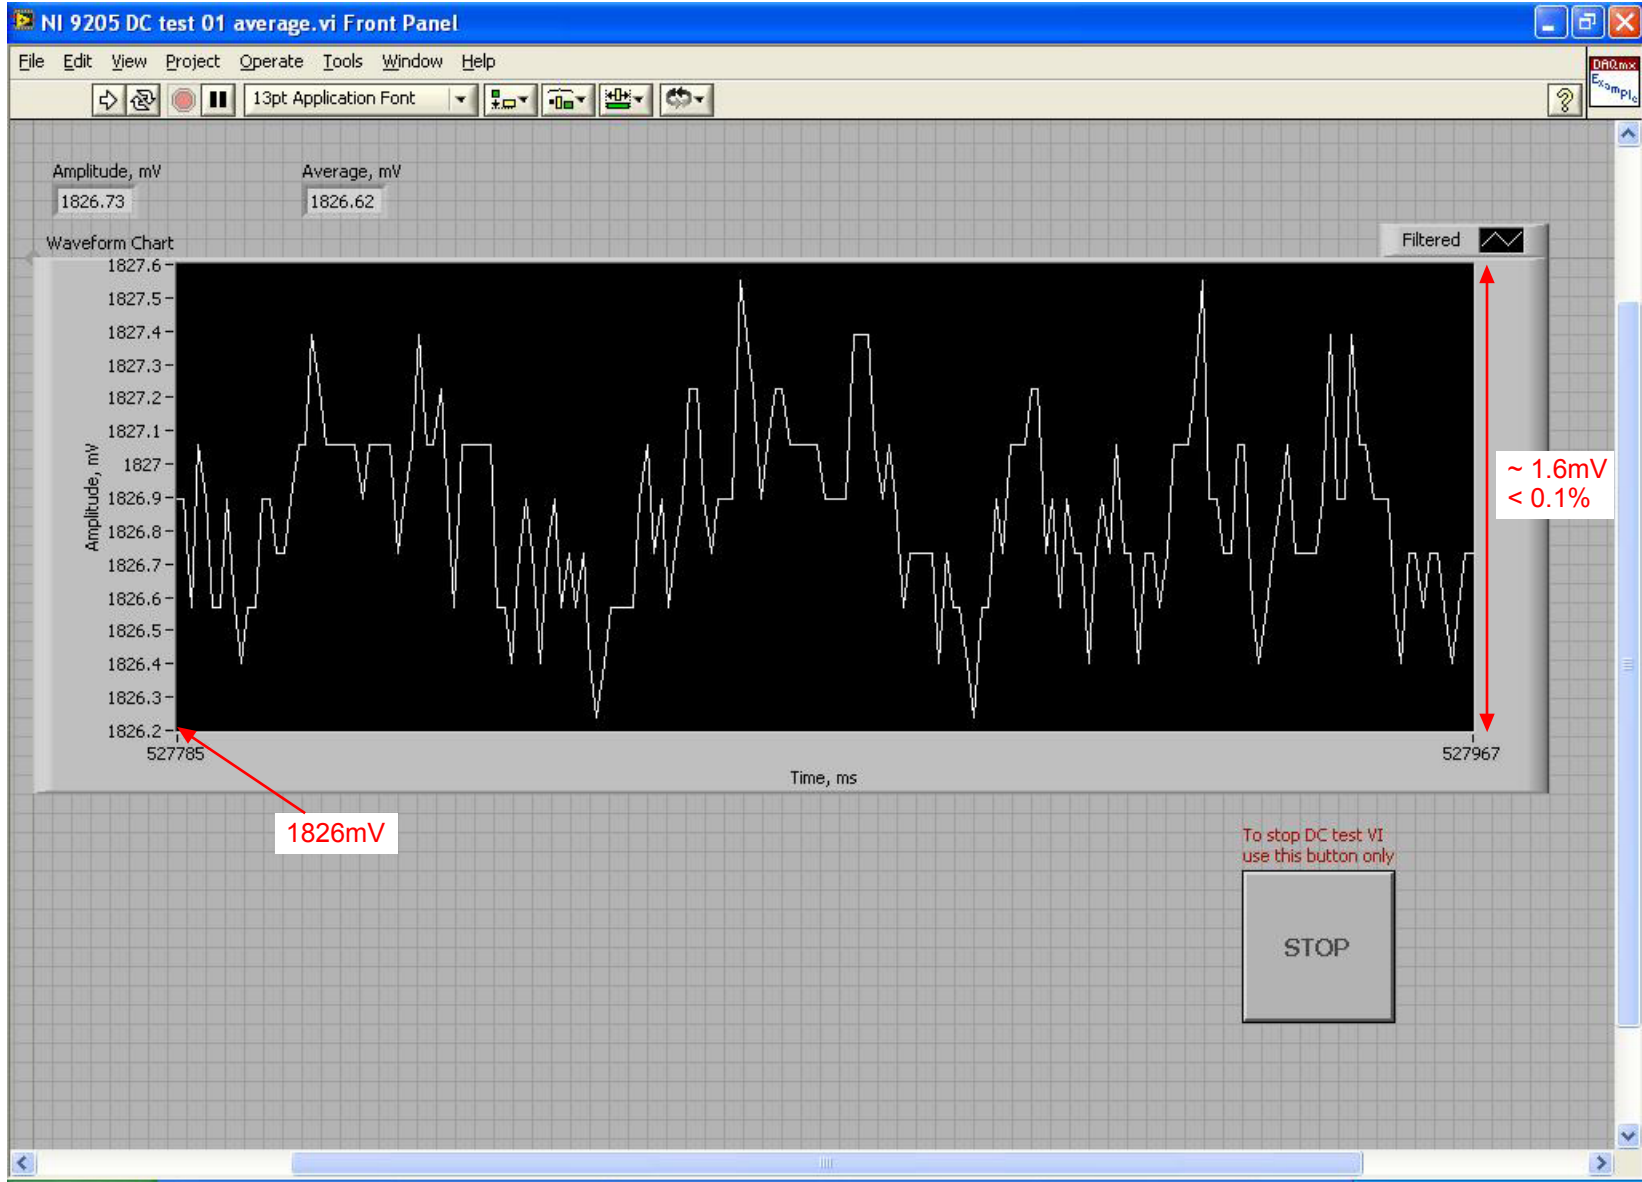 NI 9205 DC test 01 average.vi Front Panel
File Edit View Project Operate Tools Window Help
13pt Application Font
?
DAQmx
Example
Amplitude, mV
1826.73
Average, mV
1826.62
Waveform Chart
Filtered
1827.6
1827.5
1827.4
1827.3
1827.2
1827.1
1827
1826.9
1826.8
1826.7
1826.6
1826.5
1826.4
1826.3
1826.2
Amplitude, mV
527785
527967
Time, ms
~ 1.6mV
< 0.1%
1826mV
To stop DC test VI
use this button only
STOP